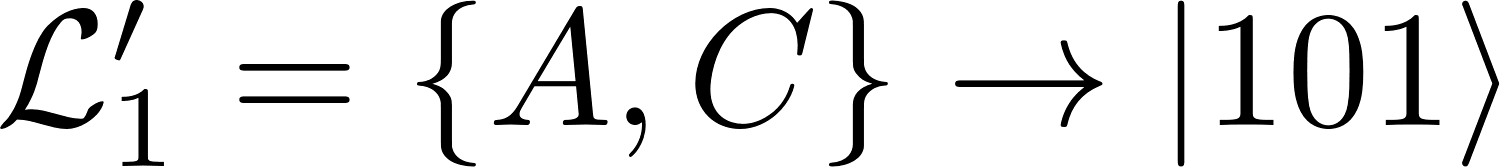 ℒ′₁ = {A, C} → |101⟩